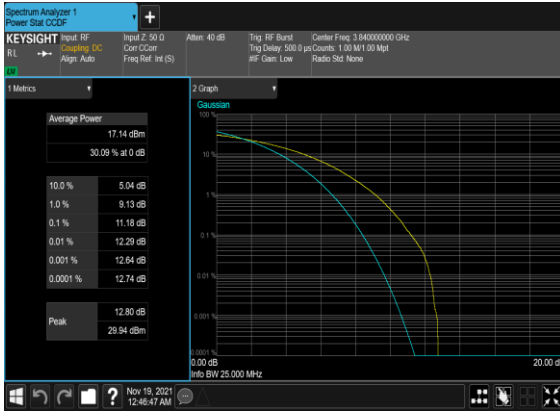 Spectrum Analyzer 1
Power Stat CCDF
+
KEYSIGHT
RL
LV
Input: RF
Coupling: DC
Align: Auto
Input Z: 50 Ω
Corr CCorr
Freq Ref: Int (S)
Atten: 40 dB
Trig: RF Burst
Trig Delay: 500.0 µs
#IF Gain: Low
Center Freq: 3.840000000 GHz
Counts: 1.00 M/1.00 Mpt
Radio Std: None
1 Metrics
Average Power
17.14 dBm
30.09 % at 0 dB
10.0 % 5.04 dB
1.0 % 9.13 dB
0.1 % 11.18 dB
0.01 % 12.29 dB
0.001 % 12.64 dB
0.0001 % 12.74 dB
Peak
12.80 dB
29.94 dBm
2 Graph
Gaussian
100 %
10 %
1 %
0.1 %
0.01 %
0.001 %
0.0001 %
0.00 dB
20.00 d
Info BW 25.000 MHz
?
Nov 19, 2021
12:46:47 AM